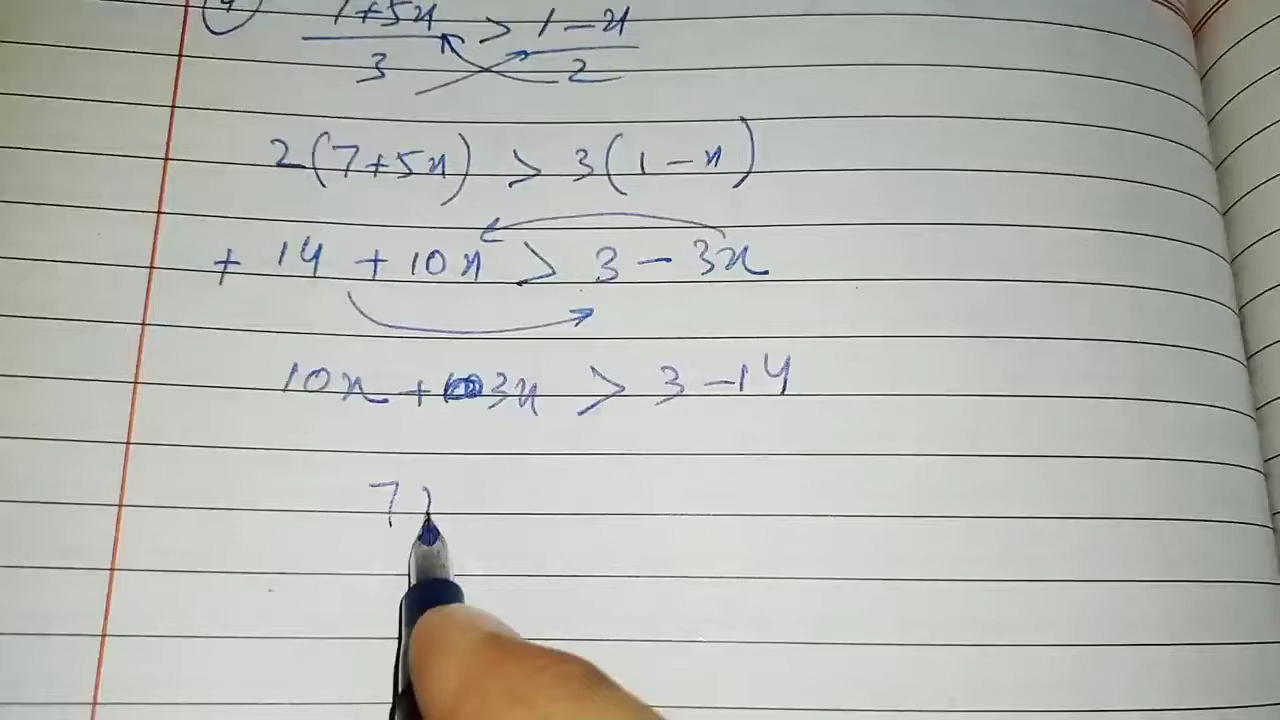 7+5x/3 > 1-x/2
2(7+5x) > 3(1-x)
+ 14 + 10x > 3 - 3x
10x + 3x > 3 - 14
7